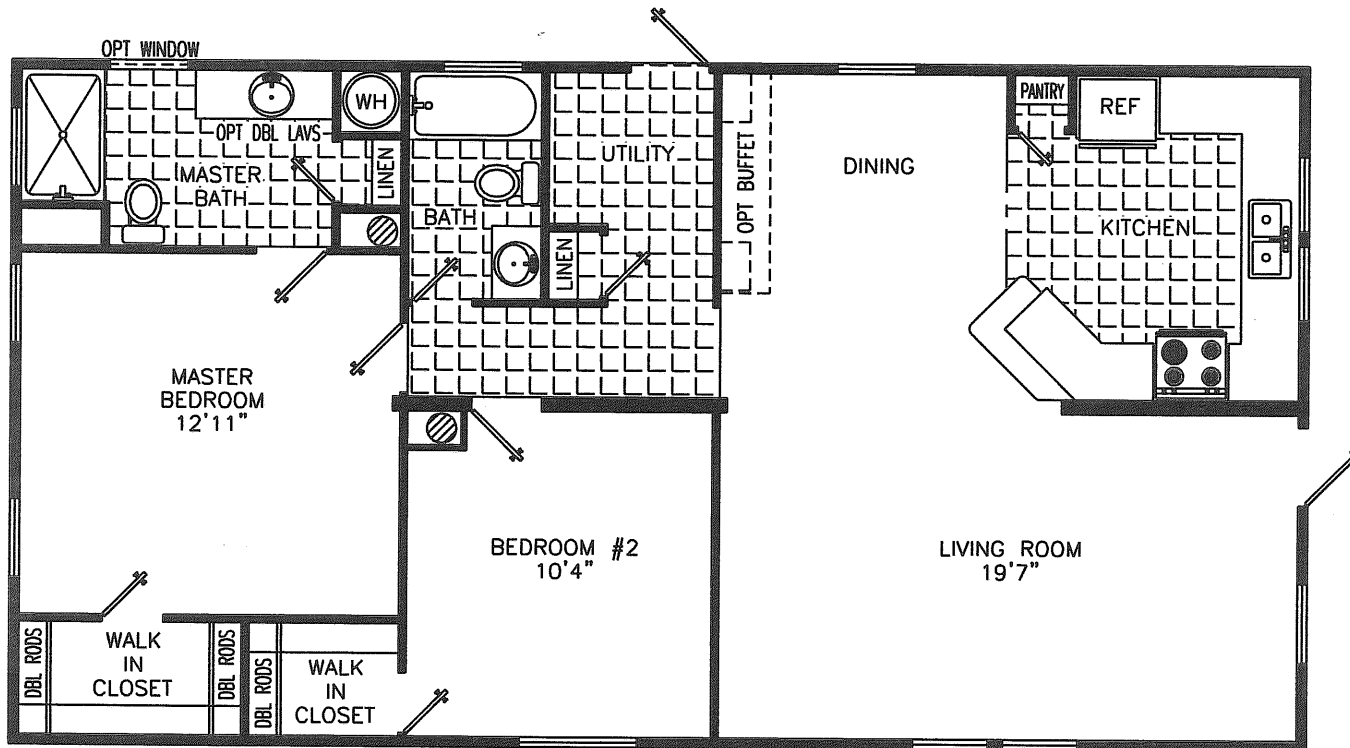 OPT WINDOW
WH
OPT DBL LAVS
MASTER
BATH
LINEN
BATH
UTILITY
LINEN
OPT BUFFET
DINING
PANTRY
REF
KITCHEN
MASTER
BEDROOM
12'11"
BEDROOM #2
10'4"
LIVING ROOM
19'7"
DBL RODS
WALK
IN
CLOSET
DBL RODS
DBL RODS
WALK
IN
CLOSET